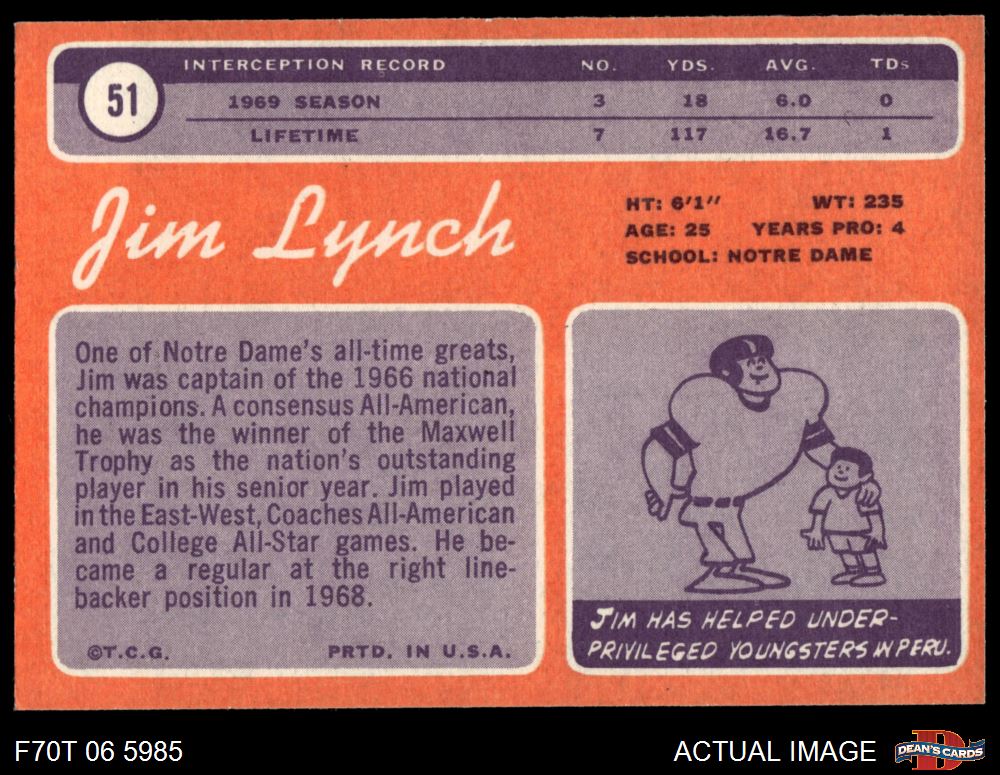 51
INTERCEPTION RECORD NO. YDS. AVG. TDs
1969 SEASON 3 18 6.0 0
LIFETIME 7 117 16.7 1
Jim Lynch
HT: 6'1" WT: 235
AGE: 25 YEARS PRO: 4
SCHOOL: NOTRE DAME
One of Notre Dame's all-time greats,
Jim was captain of the 1966 national
champions. A consensus All-American,
he was the winner of the Maxwell
Trophy as the nation's outstanding
player in his senior year. Jim played
in the East-West, Coaches All-American
and College All-Star games. He be-
came a regular at the right line-
backer position in 1968.
©T.C.G. PRTD. IN U.S.A.
JIM HAS HELPED UNDER-
PRIVILEGED YOUNGSTERS IN PERU.
F70T 06 5985
ACTUAL IMAGE
D
DEAN'S CARDS